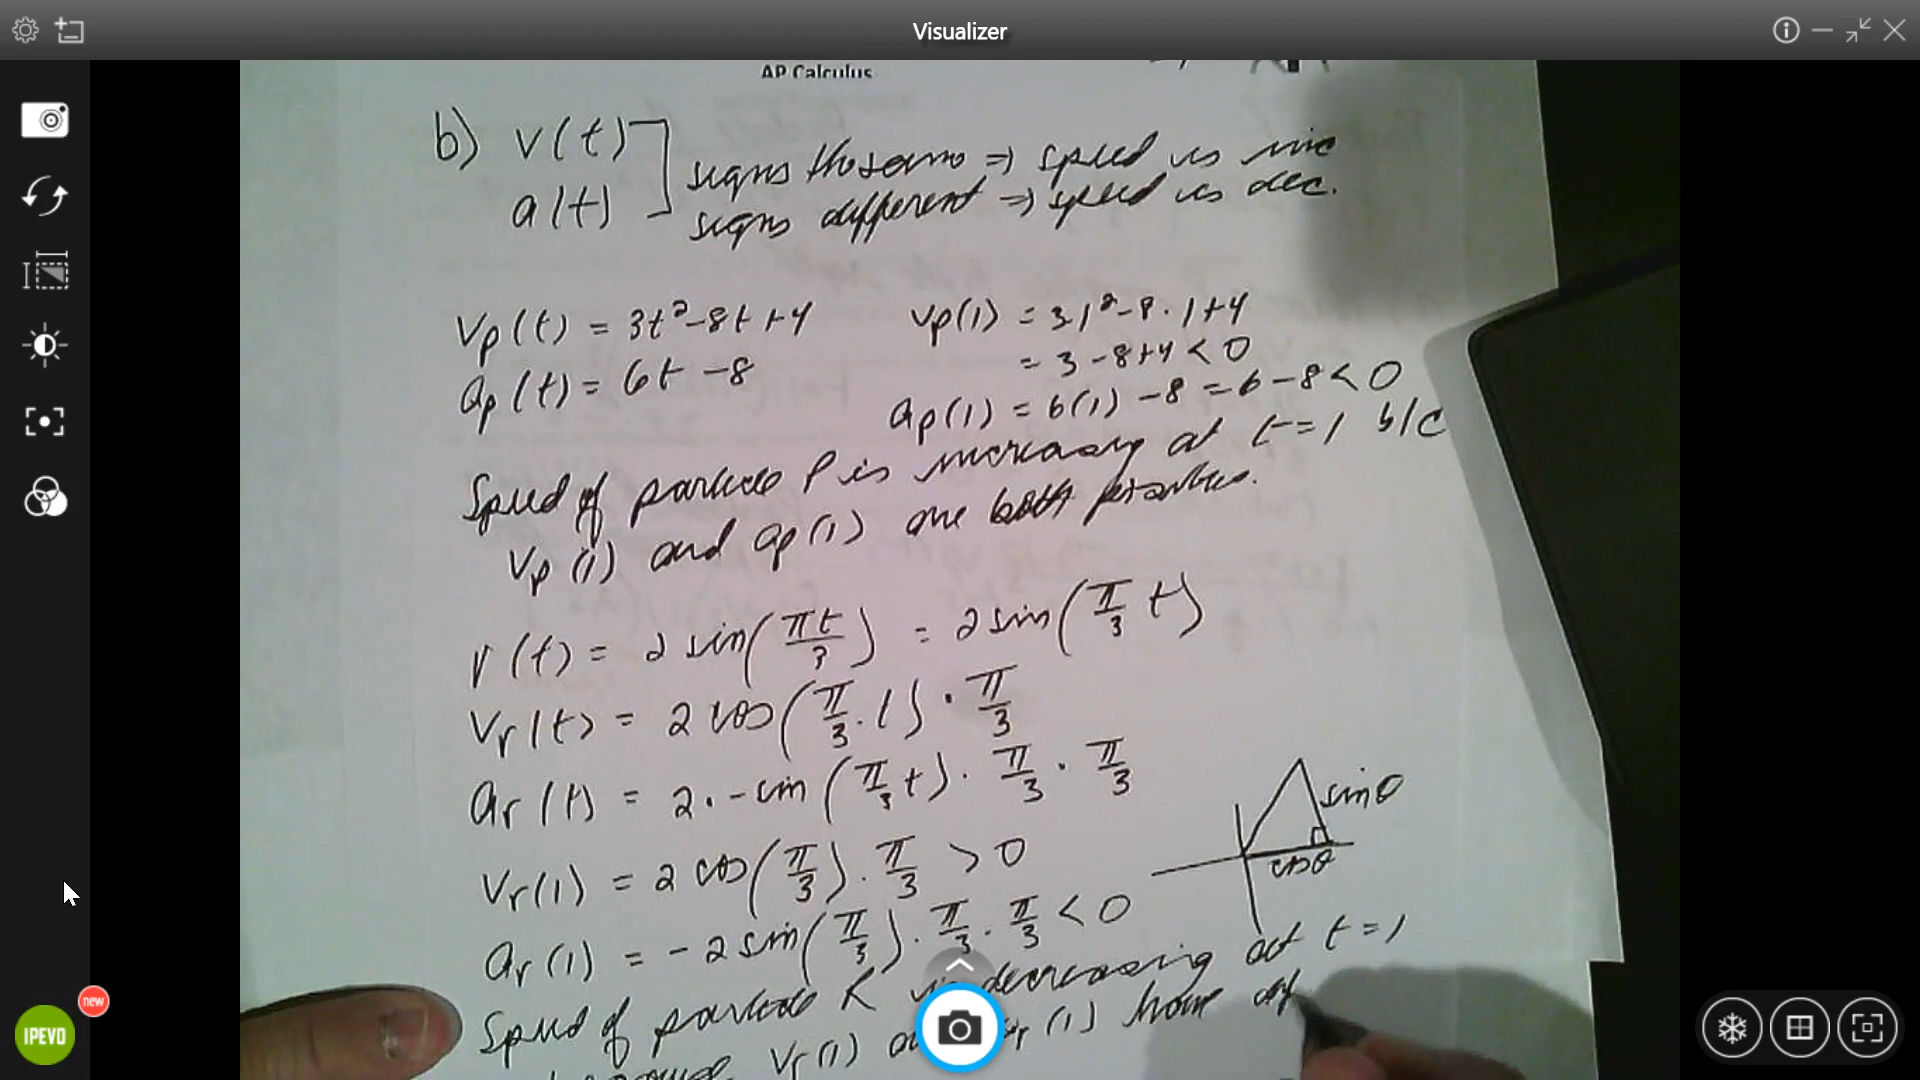 Visualizer
AP Calculus
b) v(t)
a(t)
signs the same => speed is inc
signs different => speed is dec.
Vp(t) = 3t²-8t+4
ap(t) = 6t-8
Vp(1) = 3·1²-8·1+4
= 3-8+4 < 0
ap(1) = 6(1)-8 = 6-8 < 0
Speed of particle P is increasing at t=1 b/c
Vp(1) and ap(1) are both
r(t) = 2 sin(πt/3) = 2 sin(π/3 t)
Vr(t) = 2 cos(π/3 · t) · π/3
ar(t) = 2·-sin(π/3 t) · π/3 · π/3
sinθ
cosθ
Vr(1) = 2 cos(π/3) · π/3 > 0
ar(1) = -2 sin(π/3) · π/3 · π/3 < 0
Speed of particle R is decreasing at t=1
because Vr(1) (1) have
new
IPEVO